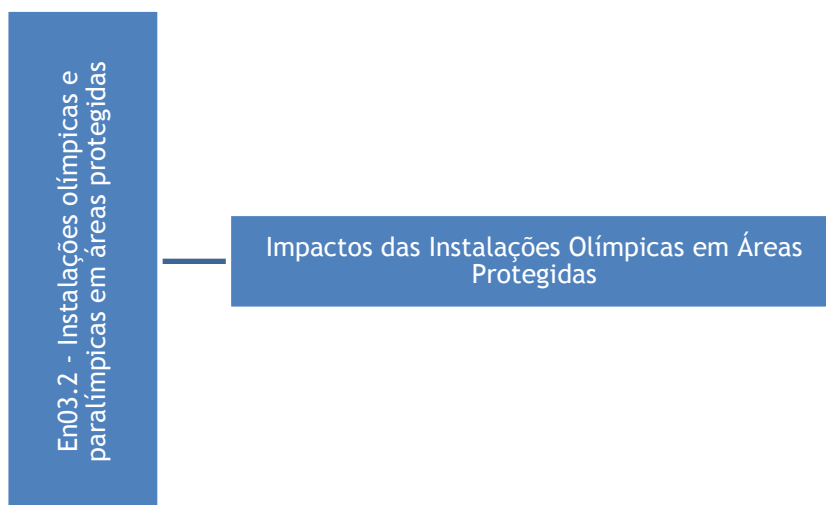 En03.2 - Instalações olímpicas e
paralímpicas em áreas protegidas
Impactos das Instalações Olímpicas em Áreas
Protegidas